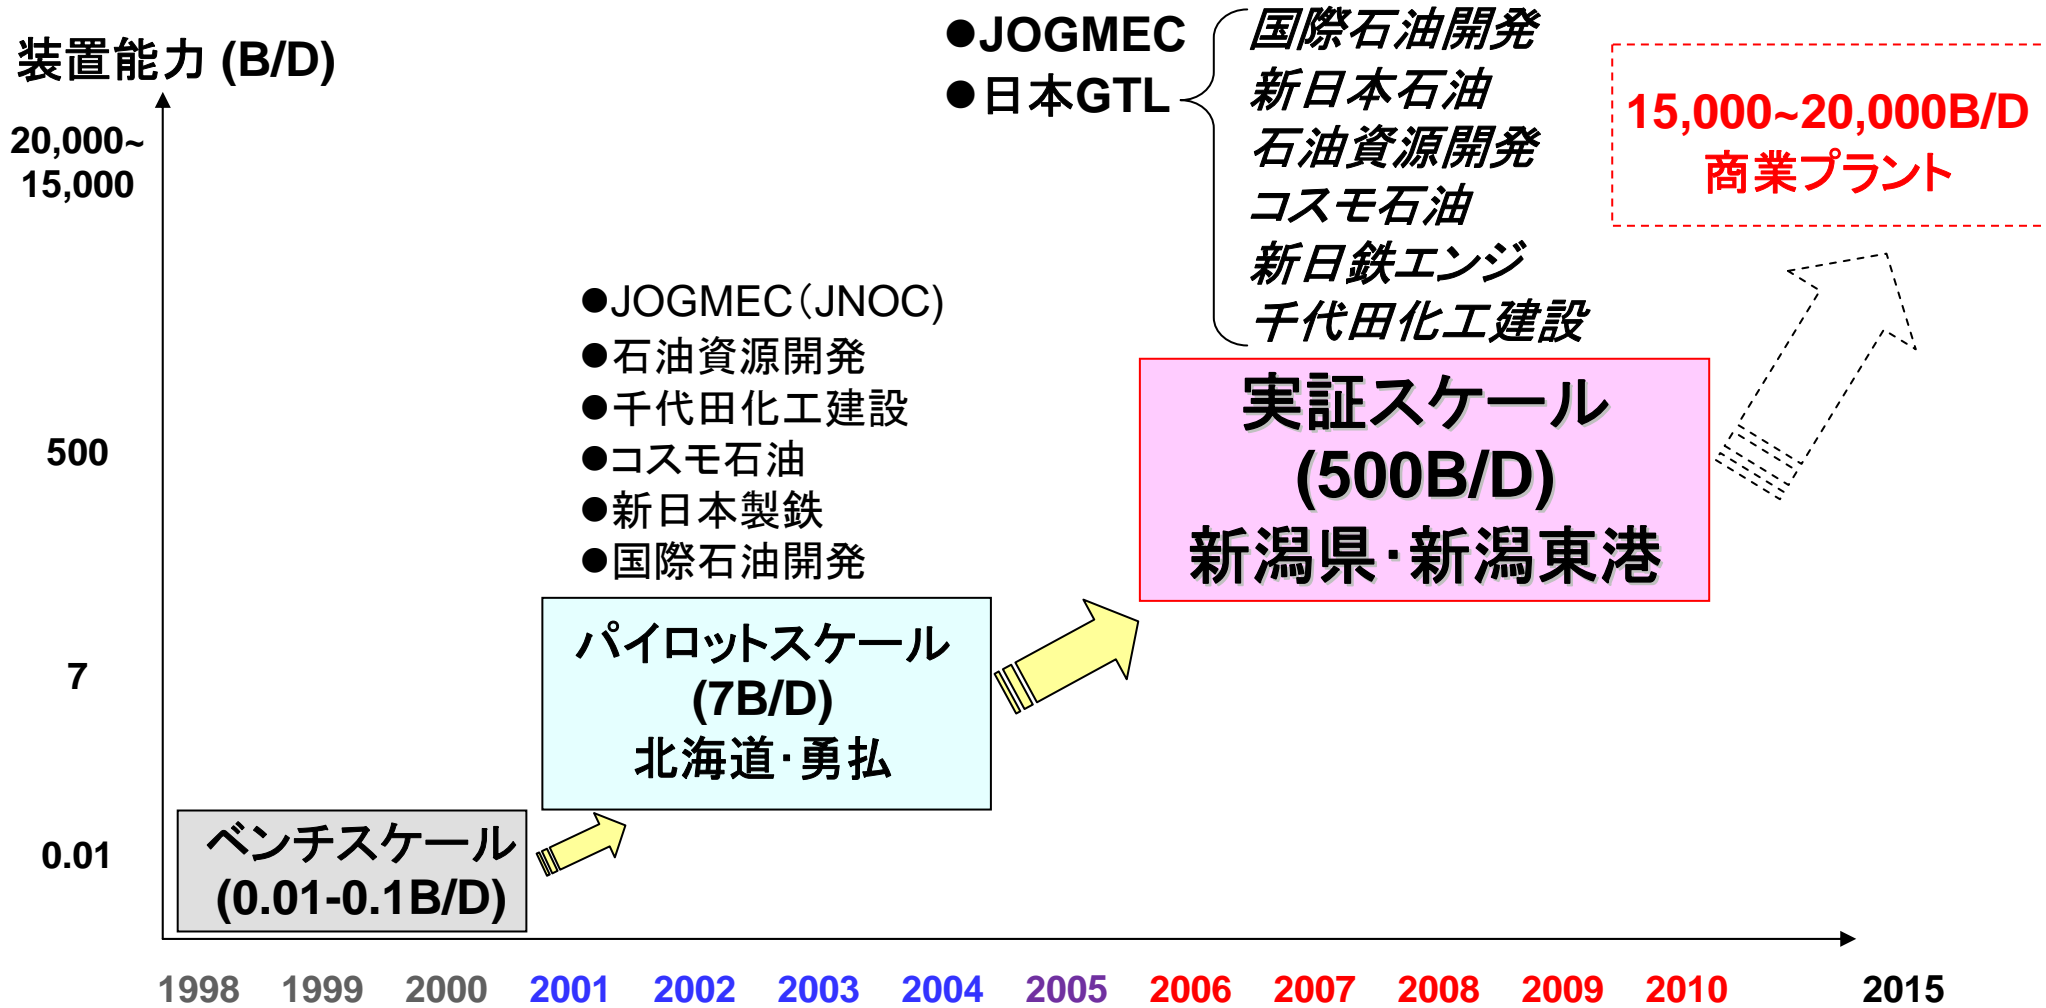 装置能力 (B/D)
20,000~
15,000
500
7
0.01
●JOGMEC
●日本GTL
国際石油開発
新日本石油
石油資源開発
コスモ石油
新日鉄エンジ
千代田化工建設
15,000~20,000B/D
商業プラント
●JOGMEC（JNOC)
●石油資源開発
●千代田化工建設
●コスモ石油
●新日本製鉄
●国際石油開発
実証スケール
(500B/D)
新潟県・新潟東港
パイロットスケール
(7B/D)
北海道・勇払
ベンチスケール
(0.01-0.1B/D)
1998 1999 2000 2001 2002 2003 2004 2005 2006 2007 2008 2009 2010 2015